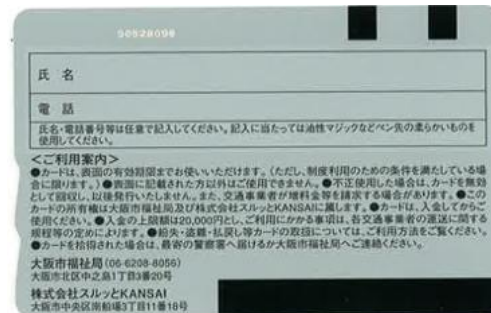 50528098
氏 名
電 話
氏名・電話番号等は任意で記入してください。記入に当たっては油性マジックなどペン先の柔らかいものを
使用してください。
<ご利用案内>
●カードは、表面の有効期限までお使いいただけます。(ただし、制度利用のための条件を満たしている場
合に限ります。)●表面に記載された方以外はご使用できません。●不正使用した場合は、カードを無効
として回収し、以後発行いたしません。また、交通事業者が増料金等を請求する場合があります。●この
カードの所有権は大阪市福祉局及び株式会社スルッとKANSAIに属します。●カードは、入金してからご
使用ください。●入金の上限額は20,000円とし、ご利用にかかる事項は、各交通事業者の運送に関する
規程等の定めによります。●紛失・盗難・払戻し等カードの取扱については、ご利用方法をご覧ください。
●カードを拾得された場合は、最寄の警察署へ届けるか大阪市福祉局へご連絡ください。
大阪市福祉局(06-6208-8056)
大阪市北区中之島1丁目3番20号
株式会社スルッとKANSAI
大阪市中央区南船場3丁目11番18号